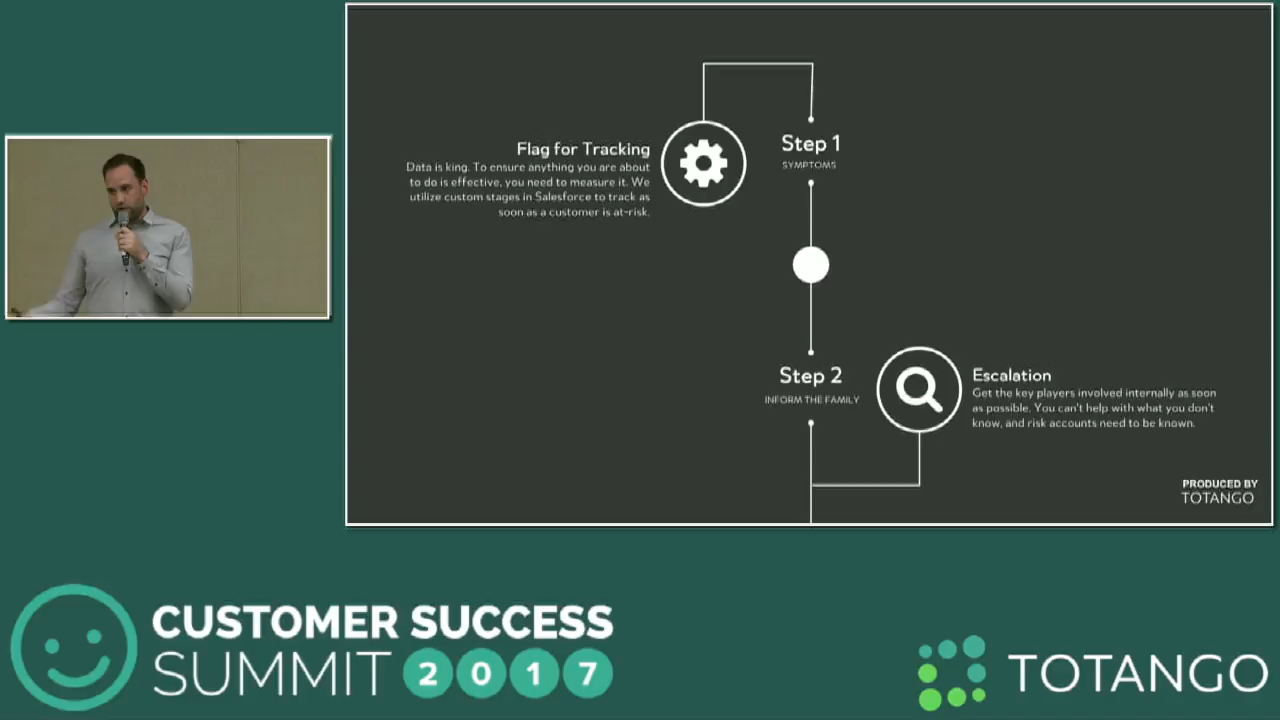 Flag for Tracking
Data is king. To ensure anything you are about
to do is effective, you need to measure it. We
utilize custom stages in Salesforce to track as
soon as a customer is at-risk.
Step 1
SYMPTOMS
Step 2
INFORM THE FAMILY
Escalation
Get the key players involved internally as soon
as possible. You can't help with what you don't
know, and risk accounts need to be known.
PRODUCED BY
TOTANGO
CUSTOMER SUCCESS
SUMMIT 2017
TOTANGO